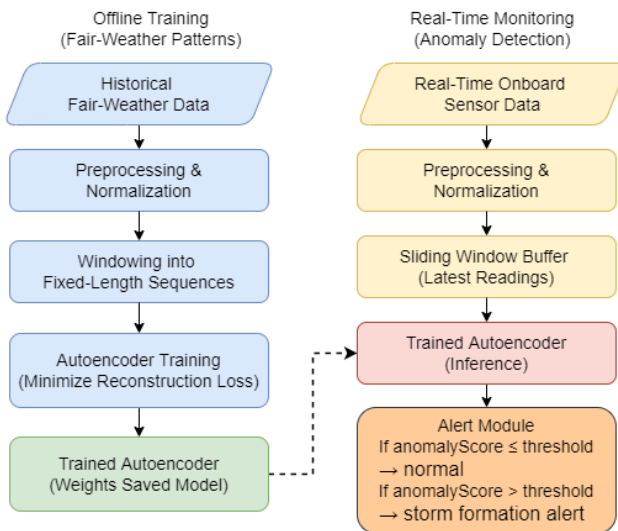 Offline Training
(Fair-Weather Patterns)
Historical
Fair-Weather Data
Preprocessing &
Normalization
Windowing into
Fixed-Length Sequences
Autoencoder Training
(Minimize Reconstruction Loss)
Trained Autoencoder
(Weights Saved Model)
Real-Time Monitoring
(Anomaly Detection)
Real-Time Onboard
Sensor Data
Preprocessing &
Normalization
Sliding Window Buffer
(Latest Readings)
Trained Autoencoder
(Inference)
Alert Module
If anomalyScore ≤ threshold
→ normal
If anomalyScore > threshold
→ storm formation alert